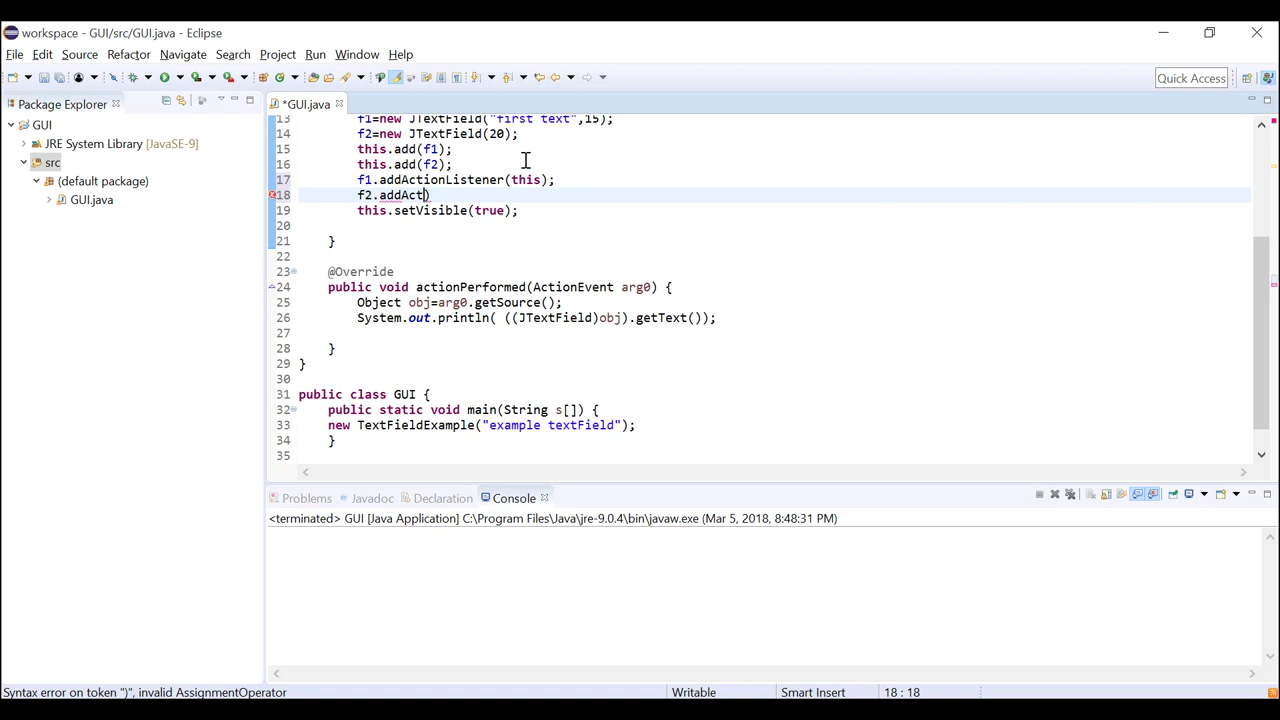 workspace - GUI/src/GUI.java - Eclipse
File Edit Source Refactor Navigate Search Project Run Window Help
Quick Access
Package Explorer
*GUI.java
GUI
JRE System Library [JavaSE-9]
src
(default package)
GUI.java
13 f1=new JTextField("first text",15);
14 f2=new JTextField(20);
15 this.add(f1);
16 this.add(f2);
17 f1.addActionListener(this);
18 f2.addAct)
19 this.setVisible(true);
20
21 }
22
23 @Override
24 public void actionPerformed(ActionEvent arg0) {
25 Object obj=arg0.getSource();
26 System.out.println( ((JTextField)obj).getText());
27
28 }
29 }
30
31 public class GUI {
32 public static void main(String s[]) {
33 new TextFieldExample("example textField");
34 }
35
Problems Javadoc Declaration Console
<terminated> GUI [Java Application] C:\Program Files\Java\jre-9.0.4\bin\javaw.exe (Mar 5, 2018, 8:48:31 PM)
Syntax error on token ")", invalid AssignmentOperator Writable Smart Insert 18 : 18